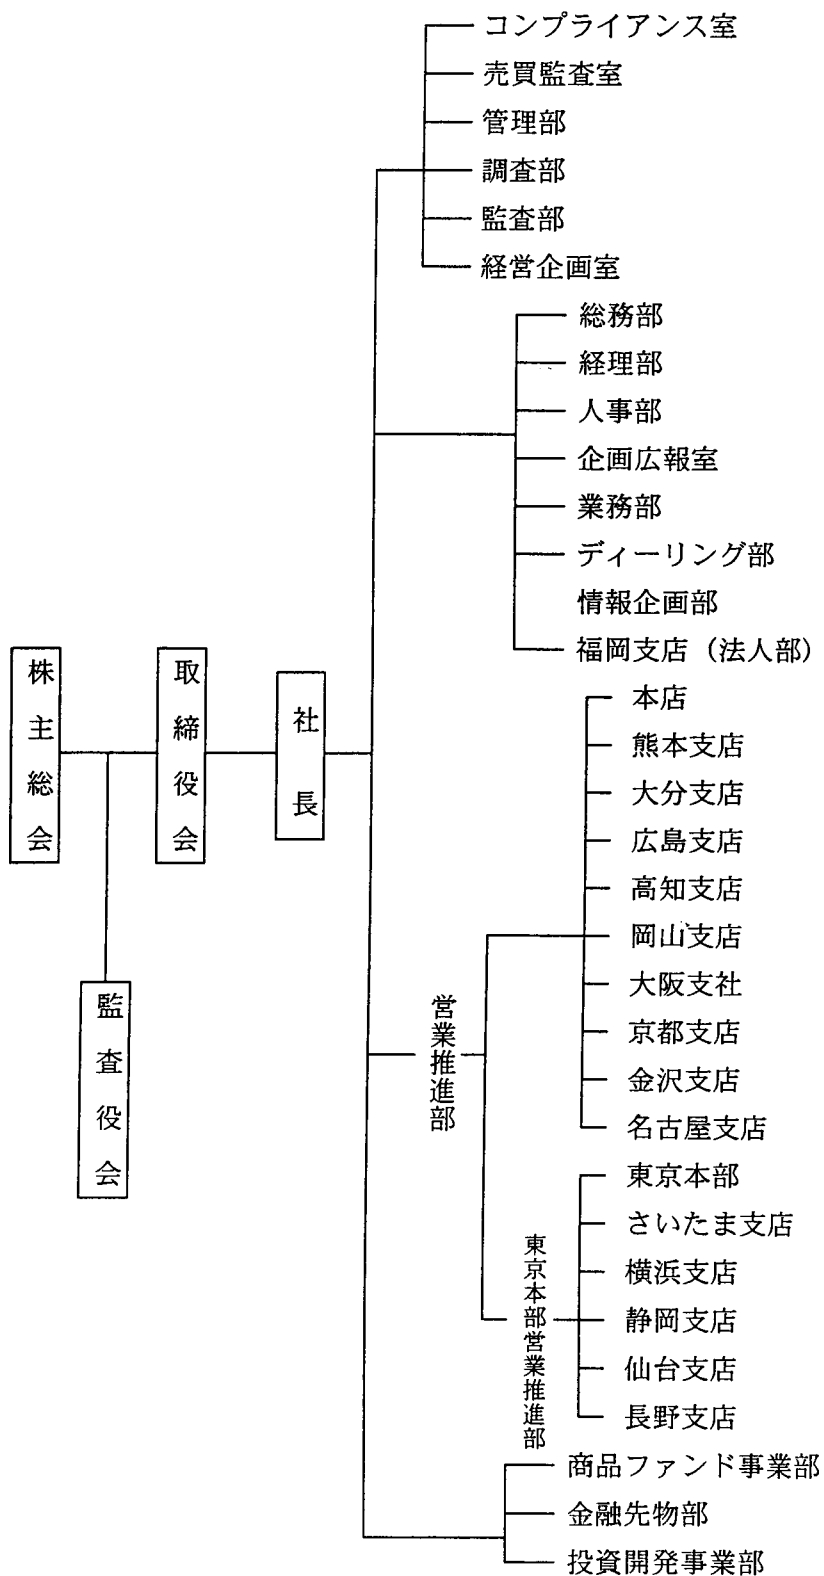 コンプライアンス室
売買監査室
管理部
調査部
監査部
経営企画室
総務部
経理部
人事部
企画広報室
業務部
ディーリング部
情報企画部
福岡支店（法人部）
株主総会
取締役会
社長
監査役会
営業推進部
本店
熊本支店
大分支店
広島支店
高知支店
岡山支店
大阪支社
京都支店
金沢支店
名古屋支店
東京本部営業推進部
東京本部
さいたま支店
横浜支店
静岡支店
仙台支店
長野支店
商品ファンド事業部
金融先物部
投資開発事業部